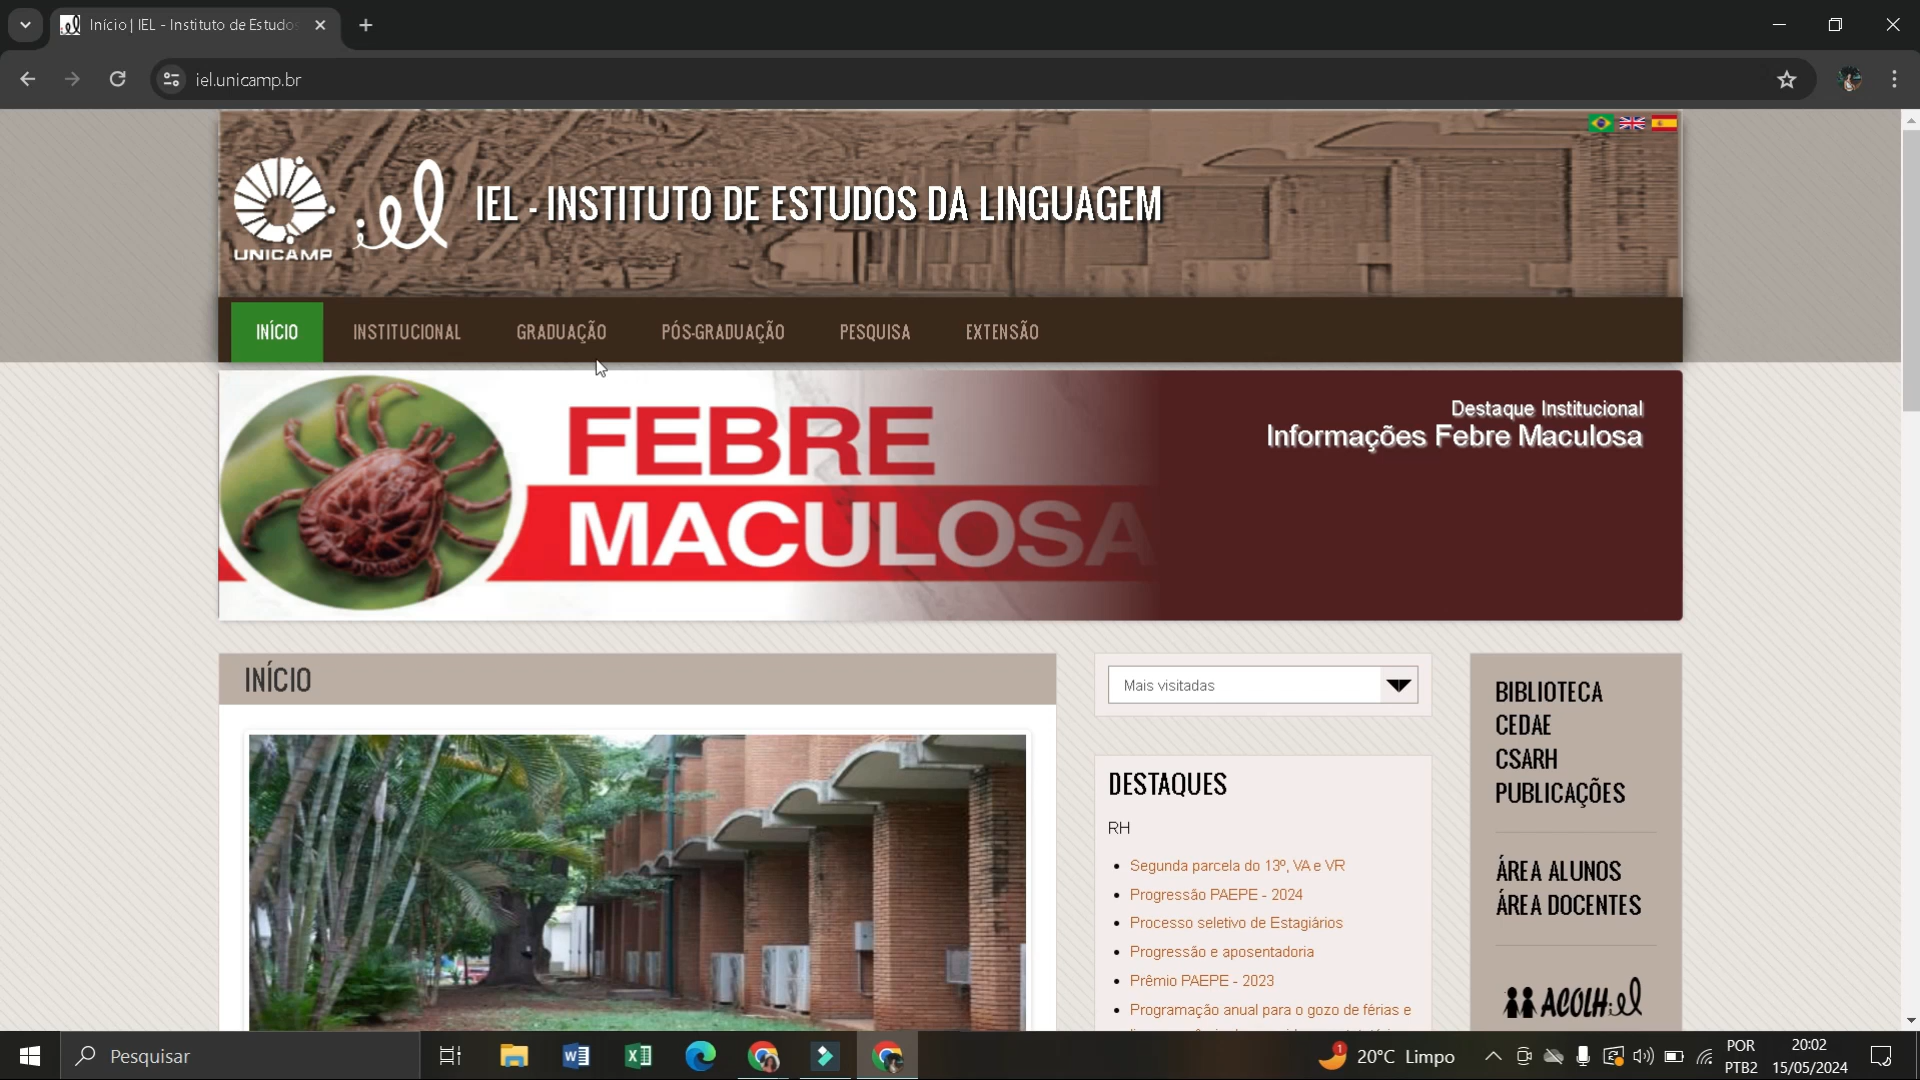 Início | IEL - Instituto de Estudos
iel.unicamp.br
UNICAMP
iel
IEL - INSTITUTO DE ESTUDOS DA LINGUAGEM
INÍCIO
INSTITUCIONAL
GRADUAÇÃO
PÓS-GRADUAÇÃO
PESQUISA
EXTENSÃO
FEBRE
MACULOSA
Destaque Institucional
Informações Febre Maculosa
INÍCIO
Mais visitadas
DESTAQUES
RH
Segunda parcela do 13º, VA e VR
Progressão PAEPE - 2024
Processo seletivo de Estagiários
Progressão e aposentadoria
Prêmio PAEPE - 2023
Programação anual para o gozo de férias e
BIBLIOTECA
CEDAE
CSARH
PUBLICAÇÕES
ÁREA ALUNOS
ÁREA DOCENTES
ACOLHiel
Pesquisar
1
20°C Limpo
POR
PTB2
20:02
15/05/2024